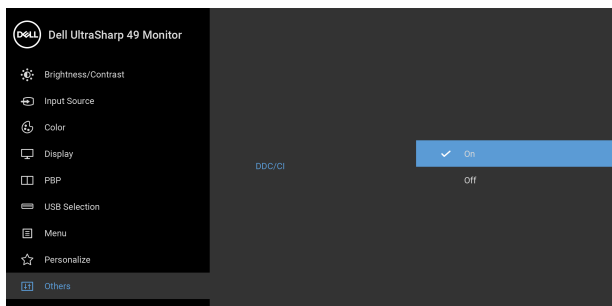 DELL Dell UltraSharp 49 Monitor
Brightness/Contrast
Input Source
Color
Display
PBP
USB Selection
Menu
Personalize
Others
DDC/CI
On
Off